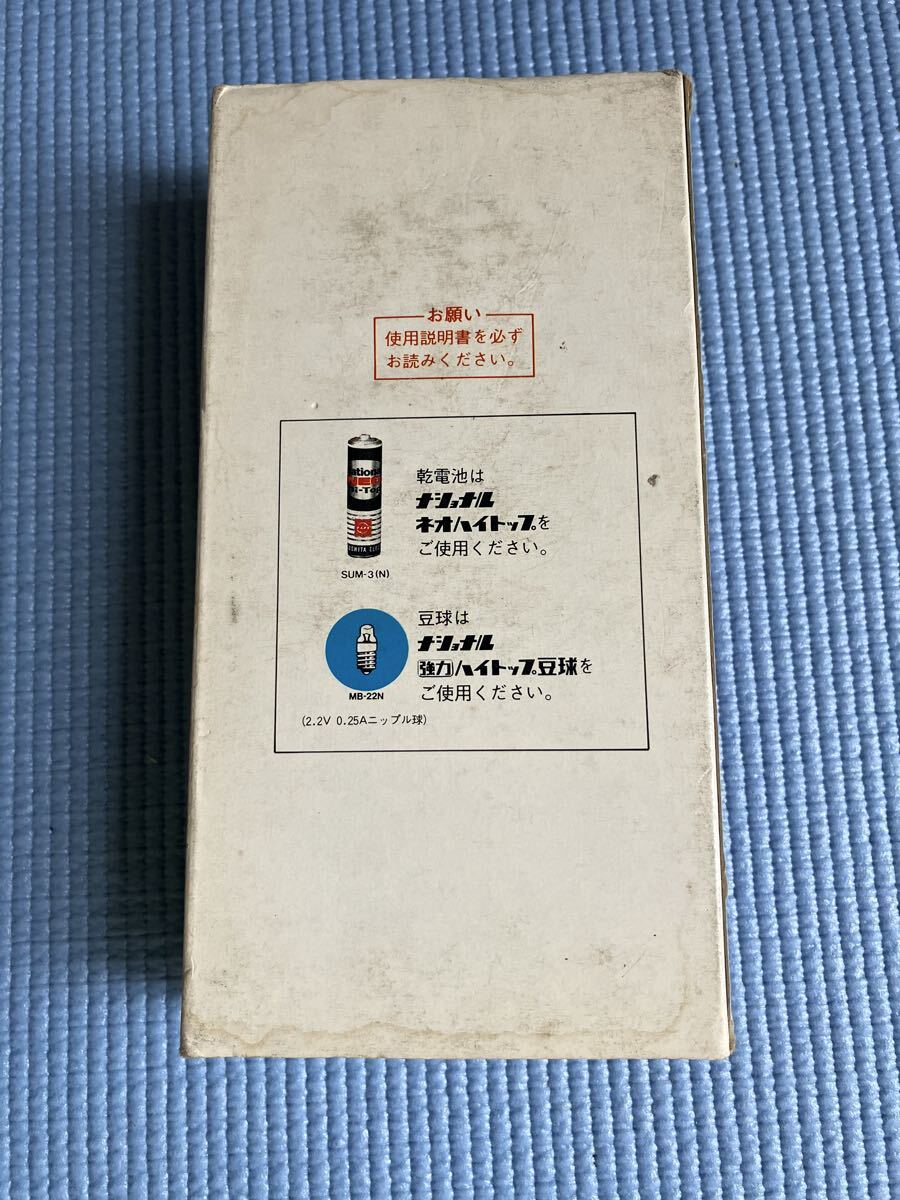 お願い
使用説明書を必ず
お読みください。
ational
NEO
Hi-Top
SUM-3(N)
乾電池は
ナショナル
ネオハイトップを
ご使用ください。
MB-22N
(2.2V 0.25Aニップル球)
豆球は
ナショナル
強力ハイトップ豆球を
ご使用ください。